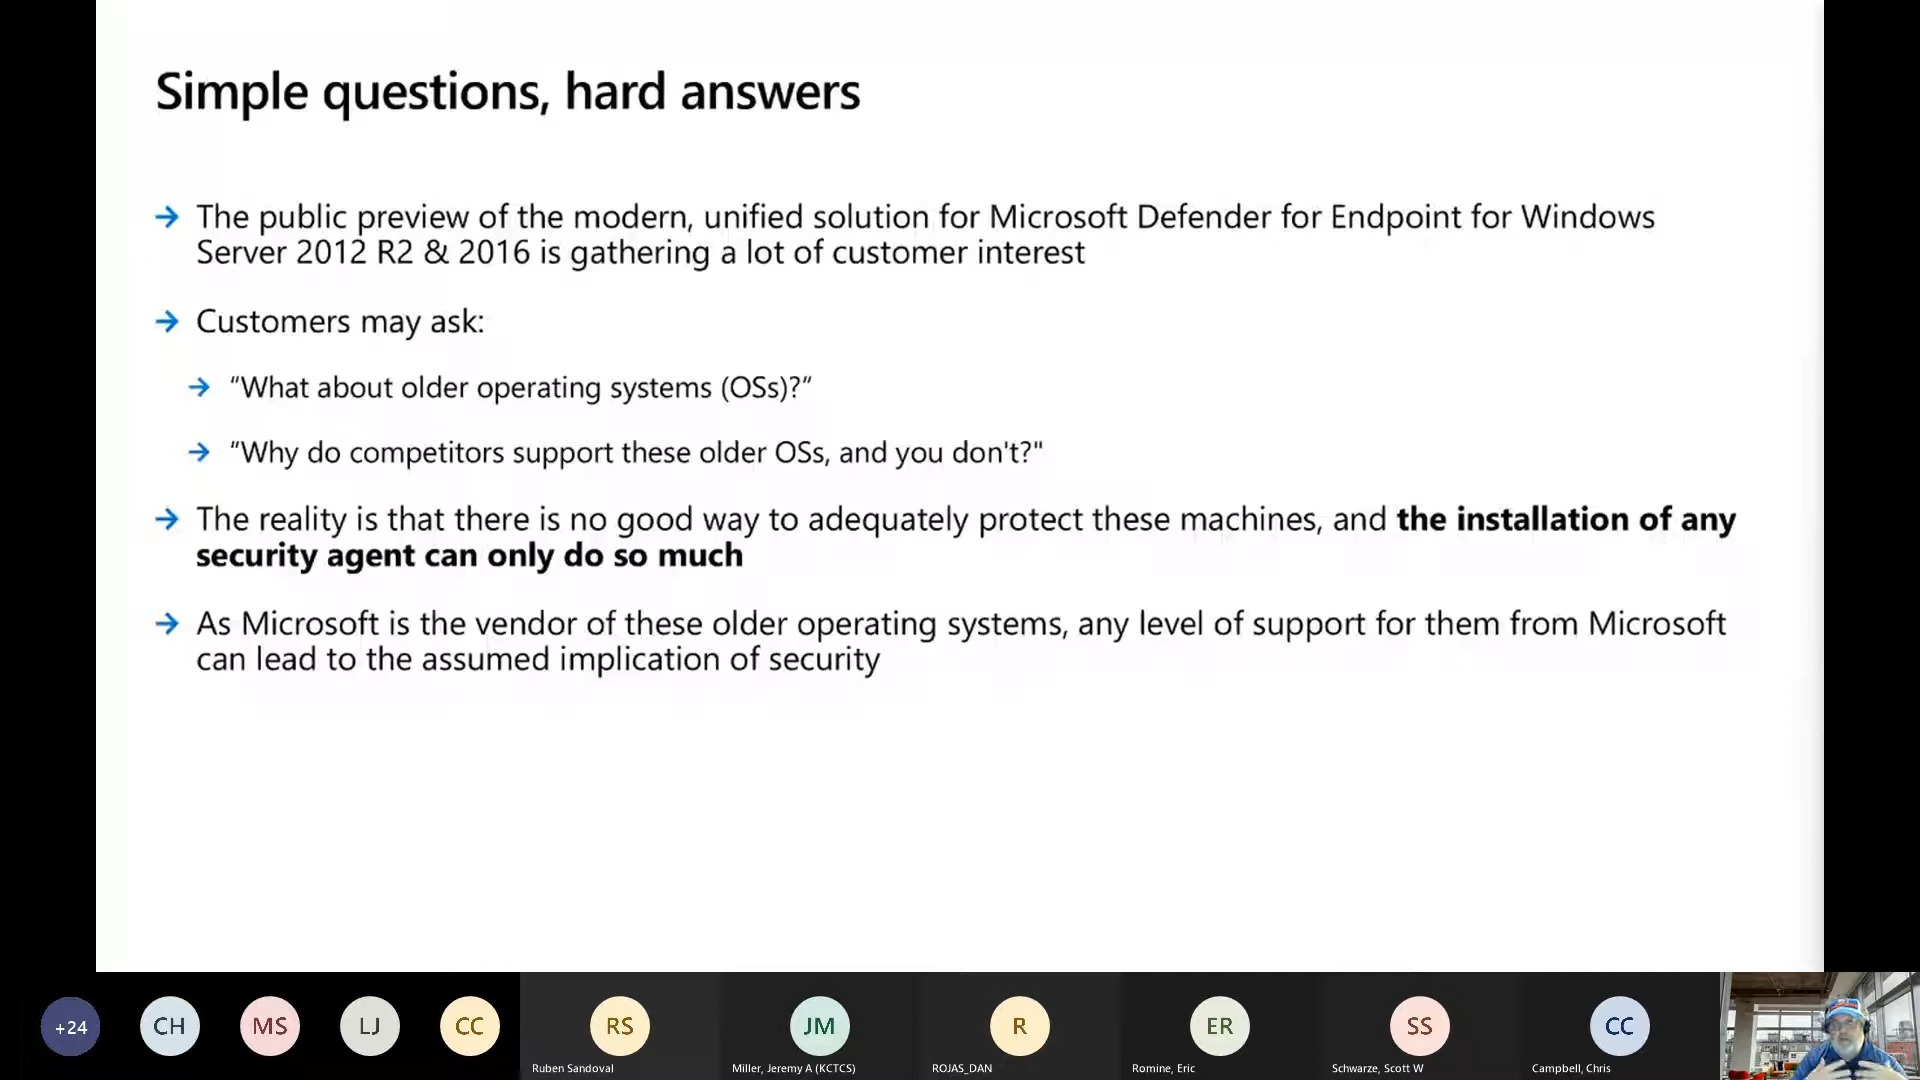 Simple questions, hard answers
The public preview of the modern, unified solution for Microsoft Defender for Endpoint for Windows
Server 2012 R2 & 2016 is gathering a lot of customer interest
Customers may ask:
“What about older operating systems (OSs)?”
“Why do competitors support these older OSs, and you don't?"
The reality is that there is no good way to adequately protect these machines, and the installation of any
security agent can only do so much
As Microsoft is the vendor of these older operating systems, any level of support for them from Microsoft
can lead to the assumed implication of security
+24
CH
MS
LJ
CC
RS
JM
R
ER
SS
CC
Ruben Sandoval
Miller, Jeremy A (KCTCS)
ROJAS_DAN
Romine, Eric
Schwarze, Scott W
Campbell, Chris